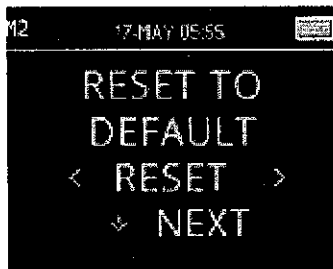 M2 17-MAY 05:55
RESET TO
DEFAULT
< RESET >
NEXT